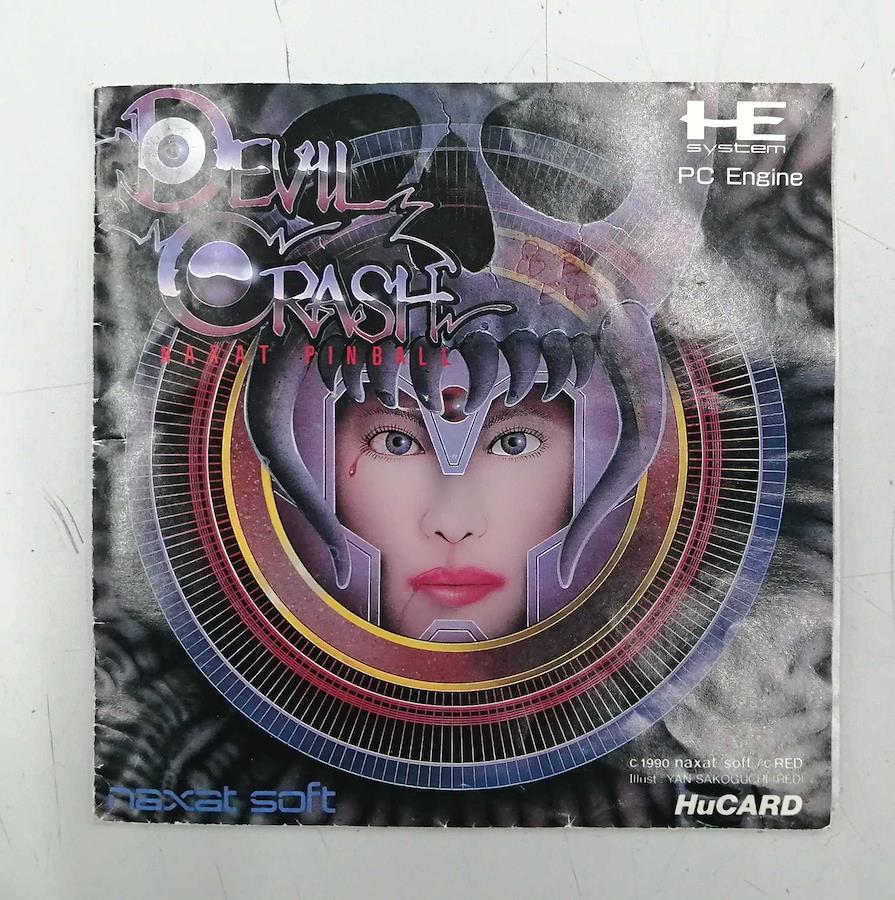 DEVIL
CRASH
NAXAT PINBALL
HE
system
PC Engine
c 1990 naxat soft / c RED
Illust : YAN SAKOGUCHI (RED)
naxat soft
HuCARD